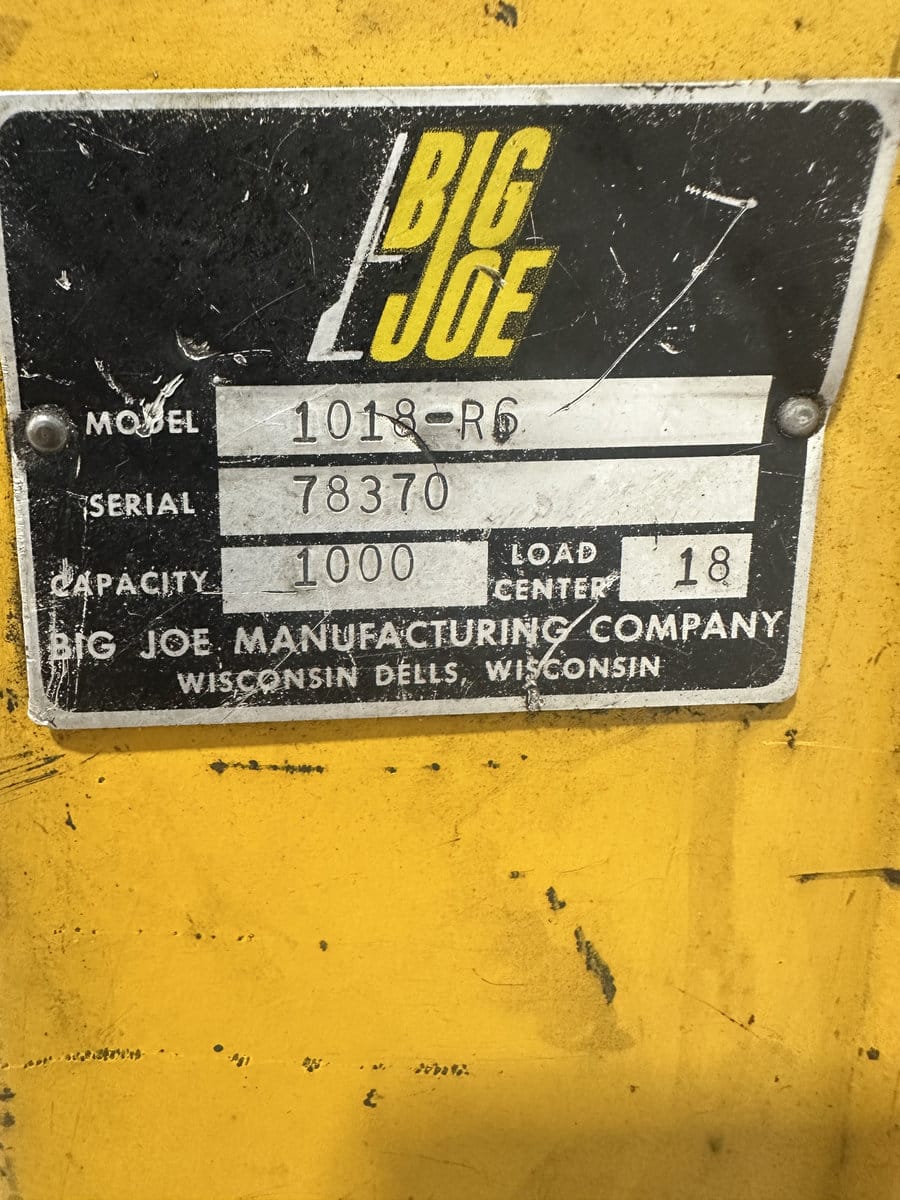 BIG
JOE
MODEL 1018-R6
SERIAL 78370
CAPACITY 1000 LOAD CENTER 18
BIG JOE MANUFACTURING COMPANY
WISCONSIN DELLS, WISCONSIN